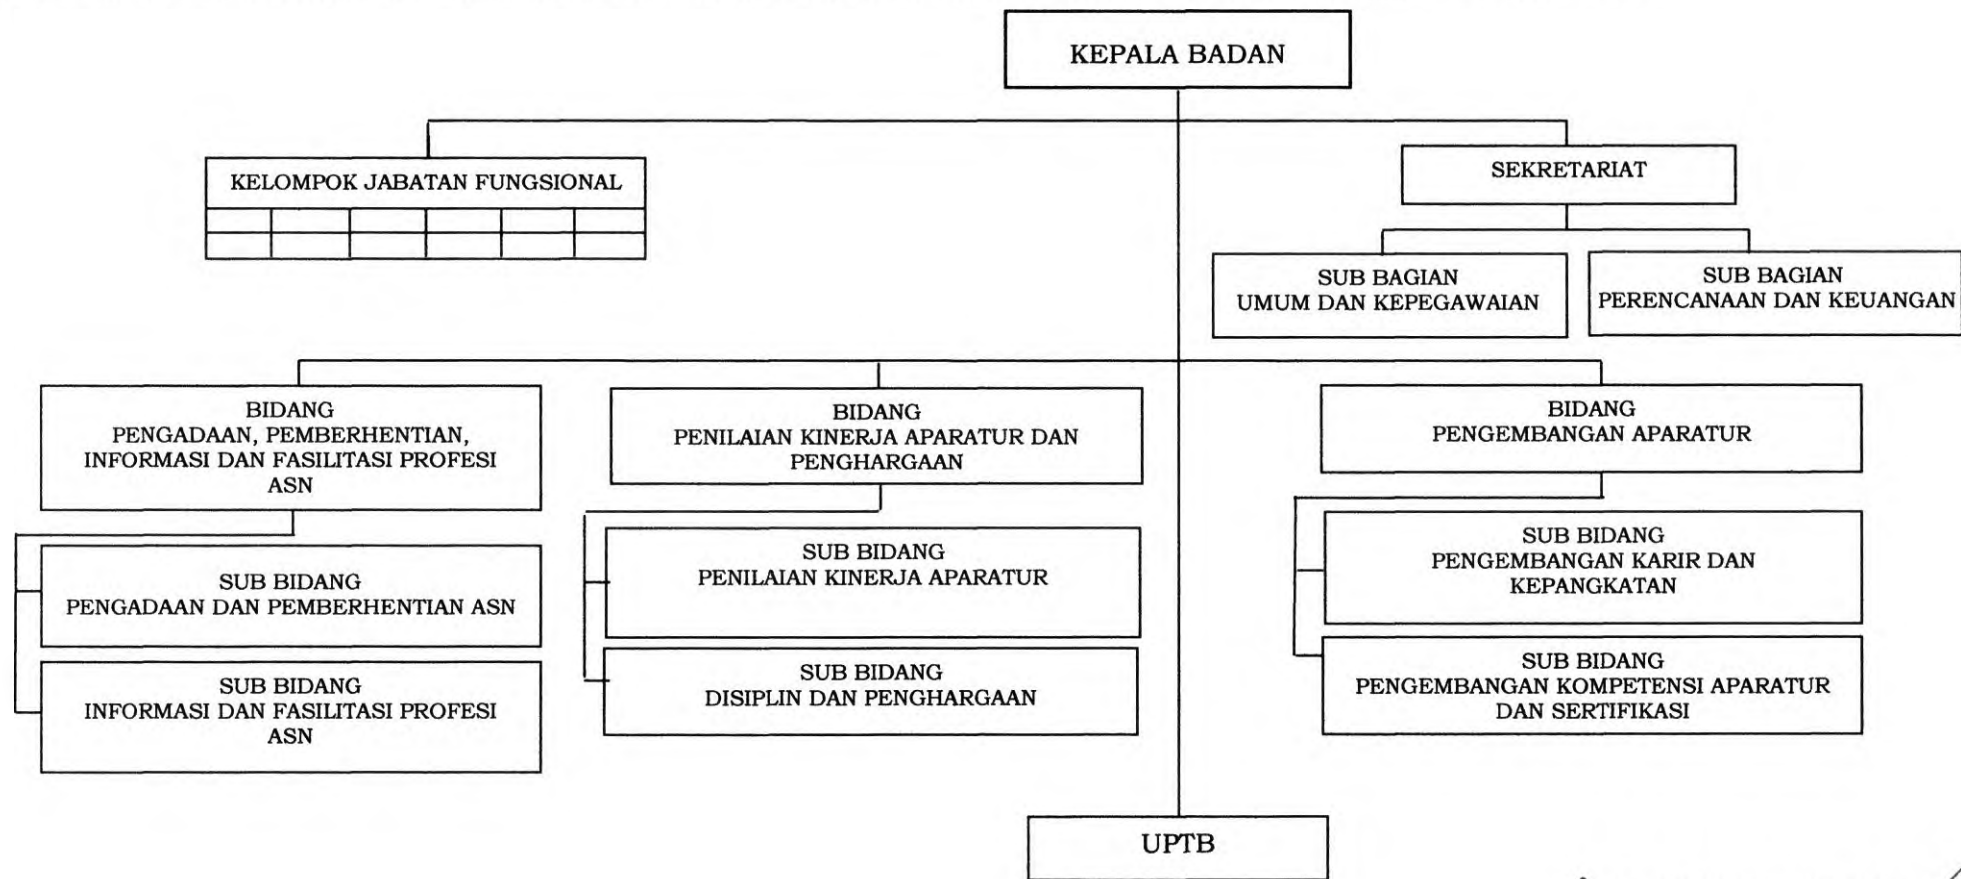 KEPALA BADAN
KELOMPOK JABATAN FUNGSIONAL
SEKRETARIAT
SUB BAGIAN
UMUM DAN KEPEGAWAIAN
SUB BAGIAN
PERENCANAAN DAN KEUANGAN
BIDANG
PENGADAAN, PEMBERHENTIAN,
INFORMASI DAN FASILITASI PROFESI
ASN
BIDANG
PENILAIAN KINERJA APARATUR DAN
PENGHARGAAN
BIDANG
PENGEMBANGAN APARATUR
SUB BIDANG
PENGADAAN DAN PEMBERHENTIAN ASN
SUB BIDANG
INFORMASI DAN FASILITASI PROFESI
ASN
SUB BIDANG
PENILAIAN KINERJA APARATUR
SUB BIDANG
DISIPLIN DAN PENGHARGAAN
SUB BIDANG
PENGEMBANGAN KARIR DAN
KEPANGKATAN
SUB BIDANG
PENGEMBANGAN KOMPETENSI APARATUR
DAN SERTIFIKASI
UPTB